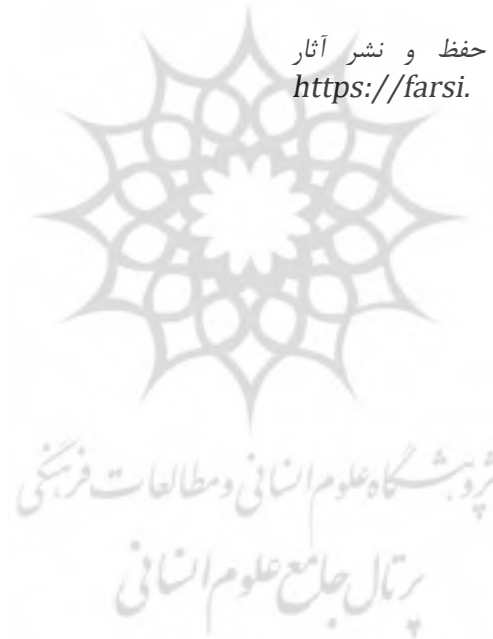 حفظ و نشر آثار
https://farsi.
پژوهشگاه علوم انسانی و مطالعات فرهنگی
پرتال جامع علوم انسانی